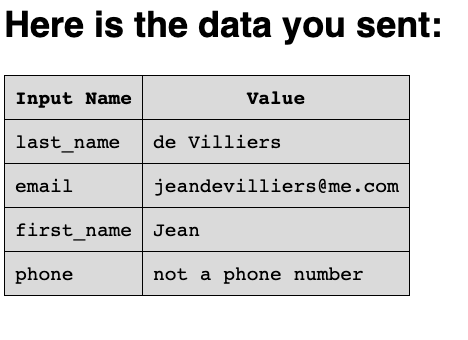 Here is the data you sent:
Input Name Value
last_name de Villiers
email jeandevilliers@me.com
first_name Jean
phone not a phone number